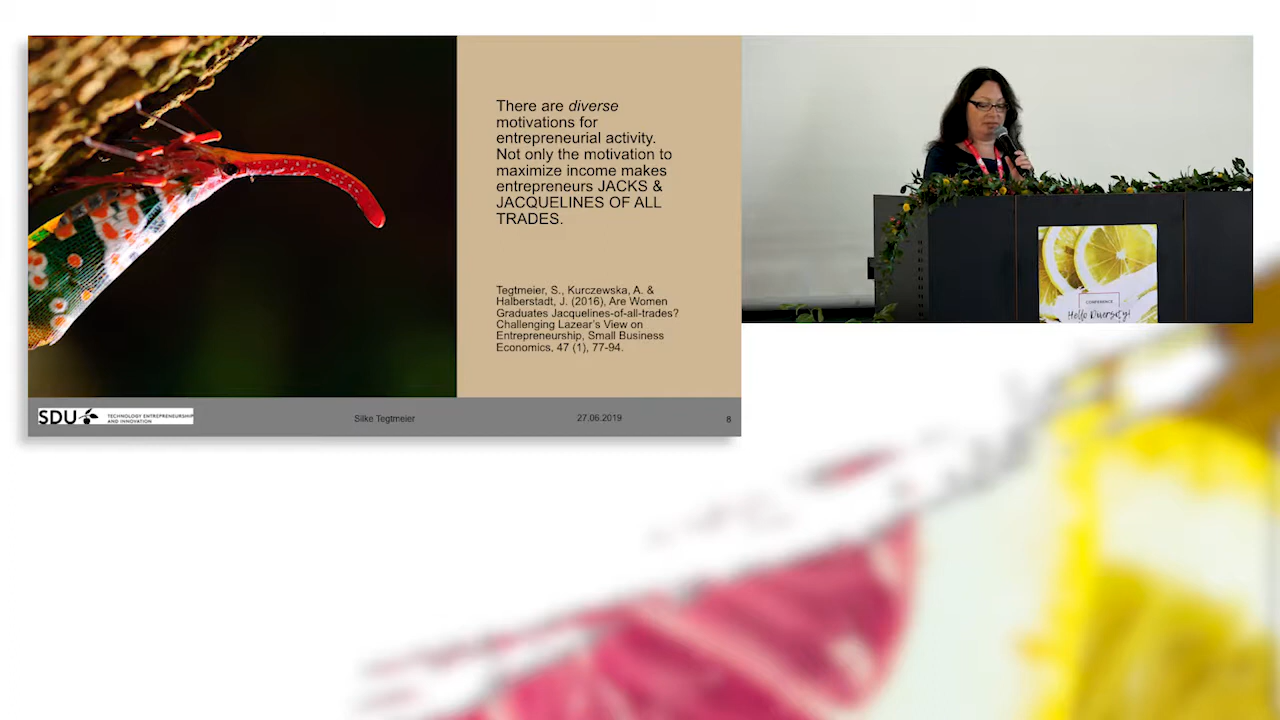 There are diverse
motivations for
entrepreneurial activity.
Not only the motivation to
maximize income makes
entrepreneurs JACKS &
JACQUELINES OF ALL
TRADES.
Tegtmeier, S., Kurczewska, A. &
Halberstadt, J. (2016), Are Women
Graduates Jacquelines-of-all-trades?
Challenging Lazear's View on
Entrepreneurship, Small Business
Economics, 47 (1), 77-94.
SDU
TECHNOLOGY ENTREPRENEURSHIP
AND INNOVATION
Silke Tegtmeier
27.06.2019
8
CONFERENCE
Hello Diversity!